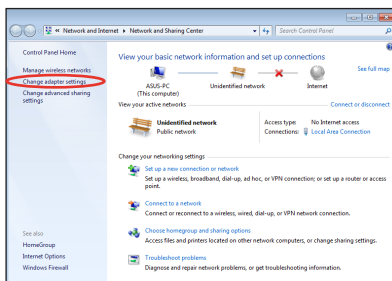 « Network and Internet ▸ Network and Sharing Center
Search Control Panel
Control Panel Home
Manage wireless networks
Change adapter settings
Change advanced sharing
settings
See also
HomeGroup
Internet Options
Windows Firewall
View your basic network information and set up connections
See full map
ASUS-PC
(This computer)
Unidentified network
Internet
View your active networks
Connect or disconnect
Unidentified network
Public network
Access type: No Internet access
Connections: Local Area Connection
Change your networking settings
Set up a new connection or network
Set up a wireless, broadband, dial-up, ad hoc, or VPN connection; or set up a router or access
point.
Connect to a network
Connect or reconnect to a wireless, wired, dial-up, or VPN network connection.
Choose homegroup and sharing options
Access files and printers located on other network computers, or change sharing settings.
Troubleshoot problems
Diagnose and repair network problems, or get troubleshooting information.